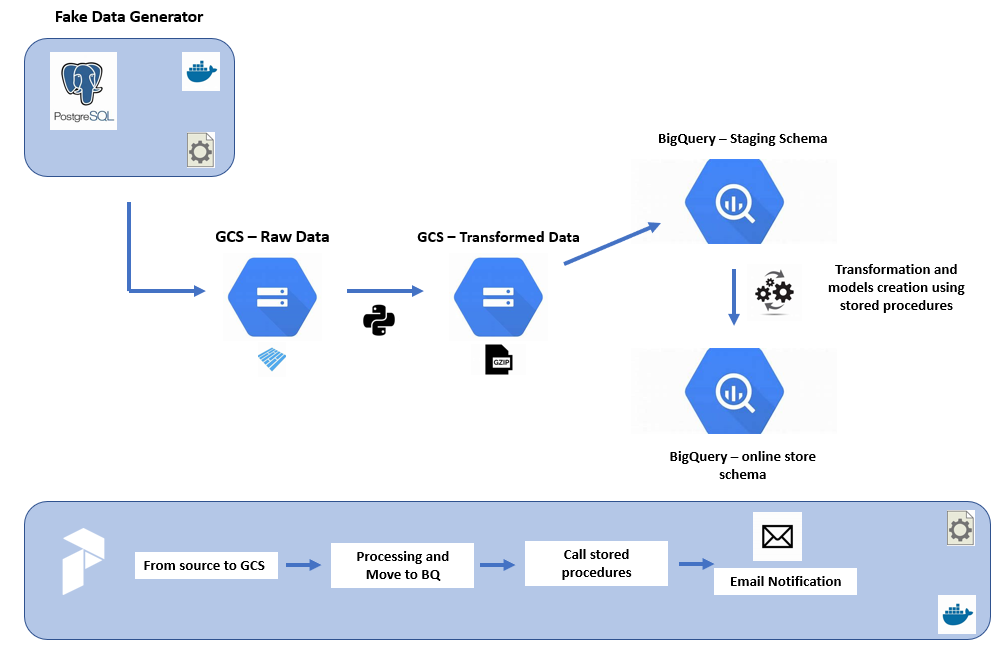 Fake Data Generator
PostgreSQL
BigQuery – Staging Schema
GCS – Raw Data
GCS – Transformed Data
Transformation and
models creation using
stored procedures
GZIP
BigQuery – online store
schema
From source to GCS
Processing and
Move to BQ
Call stored
procedures
Email Notification